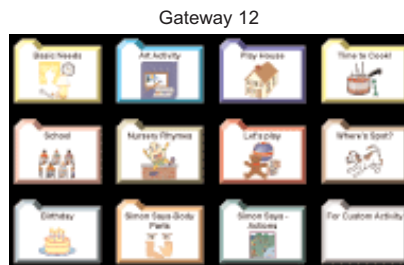 Gateway 12
Basic Needs
Art Activity
Play House
Time to Cook!
School
Nursery Rhymes
Let's play
Where's Spot?
Birthday
Simon Says-Body
Parts
Simon Says -
Actions
For Custom Activity